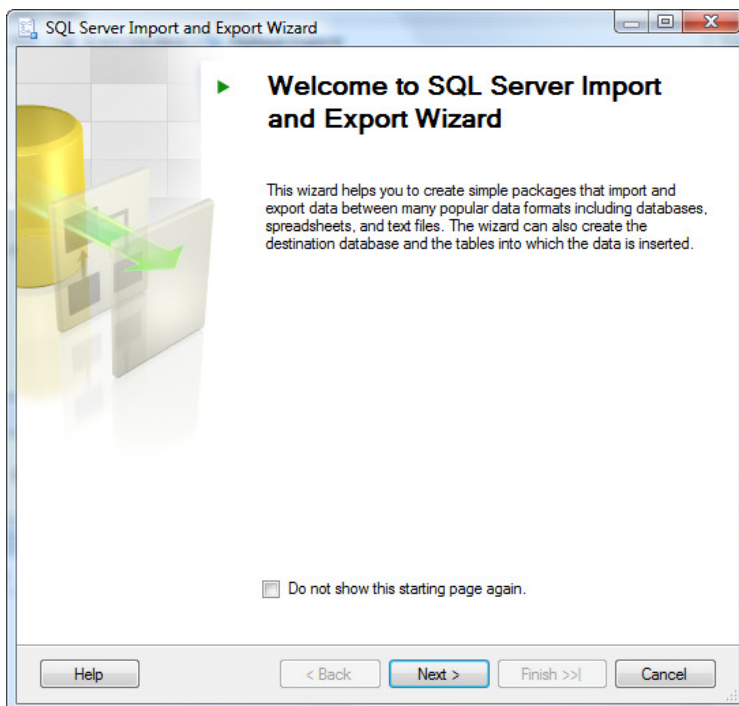 SQL Server Import and Export Wizard
Welcome to SQL Server Import
and Export Wizard
This wizard helps you to create simple packages that import and
export data between many popular data formats including databases,
spreadsheets, and text files. The wizard can also create the
destination database and the tables into which the data is inserted.
Do not show this starting page again.
Help
< Back
Next >
Finish >>|
Cancel